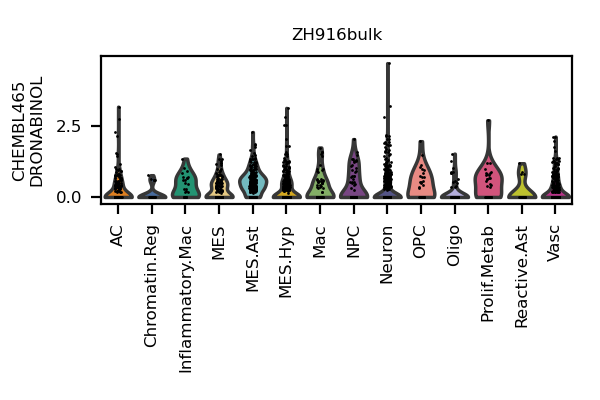 ZH916bulk
CHEMBL465
DRONABINOL
2.5
0.0
AC
Chromatin.Reg
Inflammatory.Mac
MES
MES.Ast
MES.Hyp
Mac
NPC
Neuron
OPC
Oligo
Prolif.Metab
Reactive.Ast
Vasc